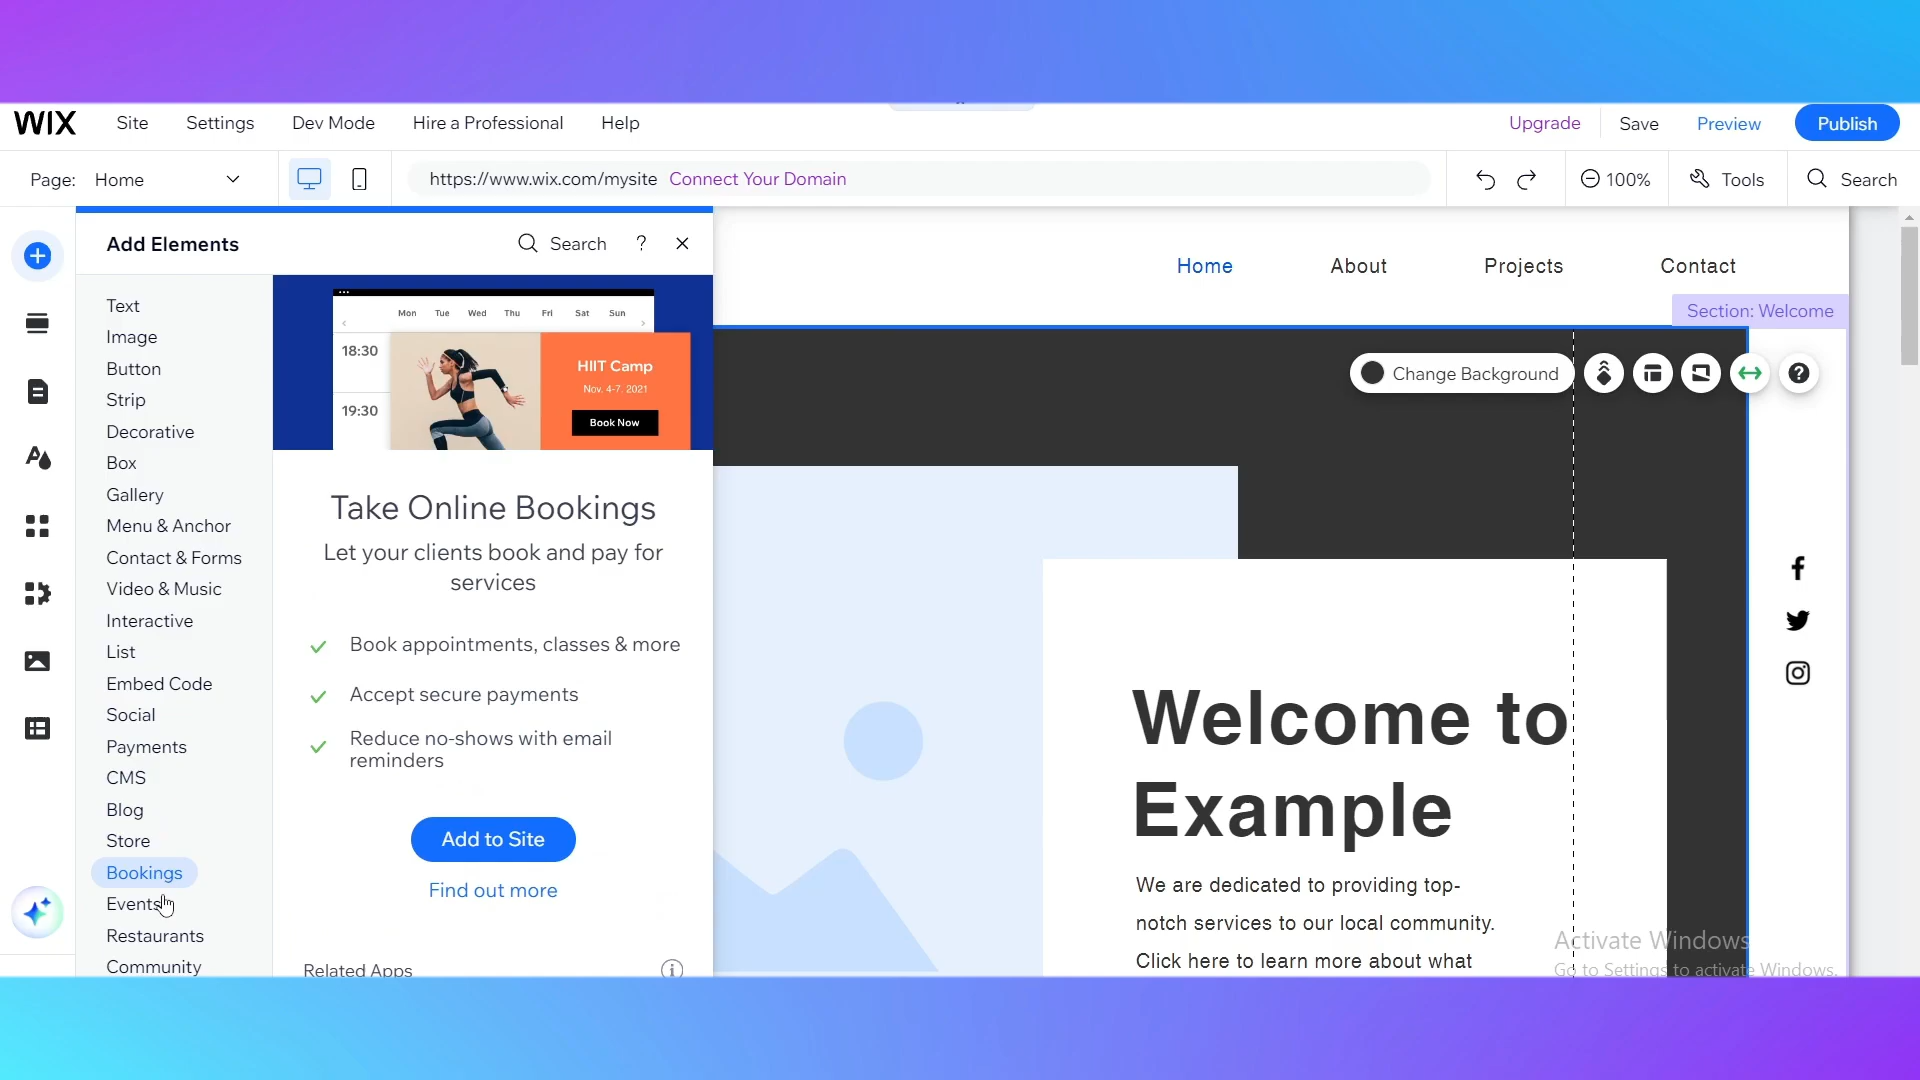 WIX Site Settings Dev Mode Hire a Professional Help Upgrade Save Preview Publish
Page: Home https://www.wix.com/mysite Connect Your Domain 100% Tools Search
Add Elements Search ?
Text
Image
Button
Strip
Decorative
Box
Gallery
Menu & Anchor
Contact & Forms
Video & Music
Interactive
List
Embed Code
Social
Payments
CMS
Blog
Store
Bookings
Events
Restaurants
Community
Mon Tue Wed Thu Fri Sat Sun
18:30
19:30
HIIT Camp
Nov. 4-7. 2021
Book Now
Take Online Bookings
Let your clients book and pay for
services
Book appointments, classes & more
Accept secure payments
Reduce no-shows with email
reminders
Add to Site
Find out more
Related Apps
Home About Projects Contact
Section: Welcome
Change Background ?
Welcome to
Example
We are dedicated to providing top-
notch services to our local community.
Click here to learn more about what
Activate Windows
Go to Settings to activate Windows.